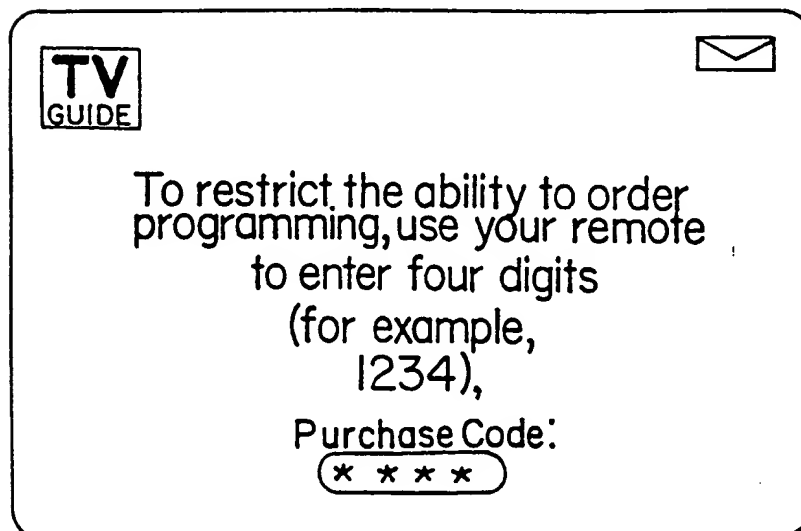 TV
GUIDE
To restrict the ability to order
programming, use your remote
to enter four digits
(for example,
1234),
Purchase Code:
* * * *